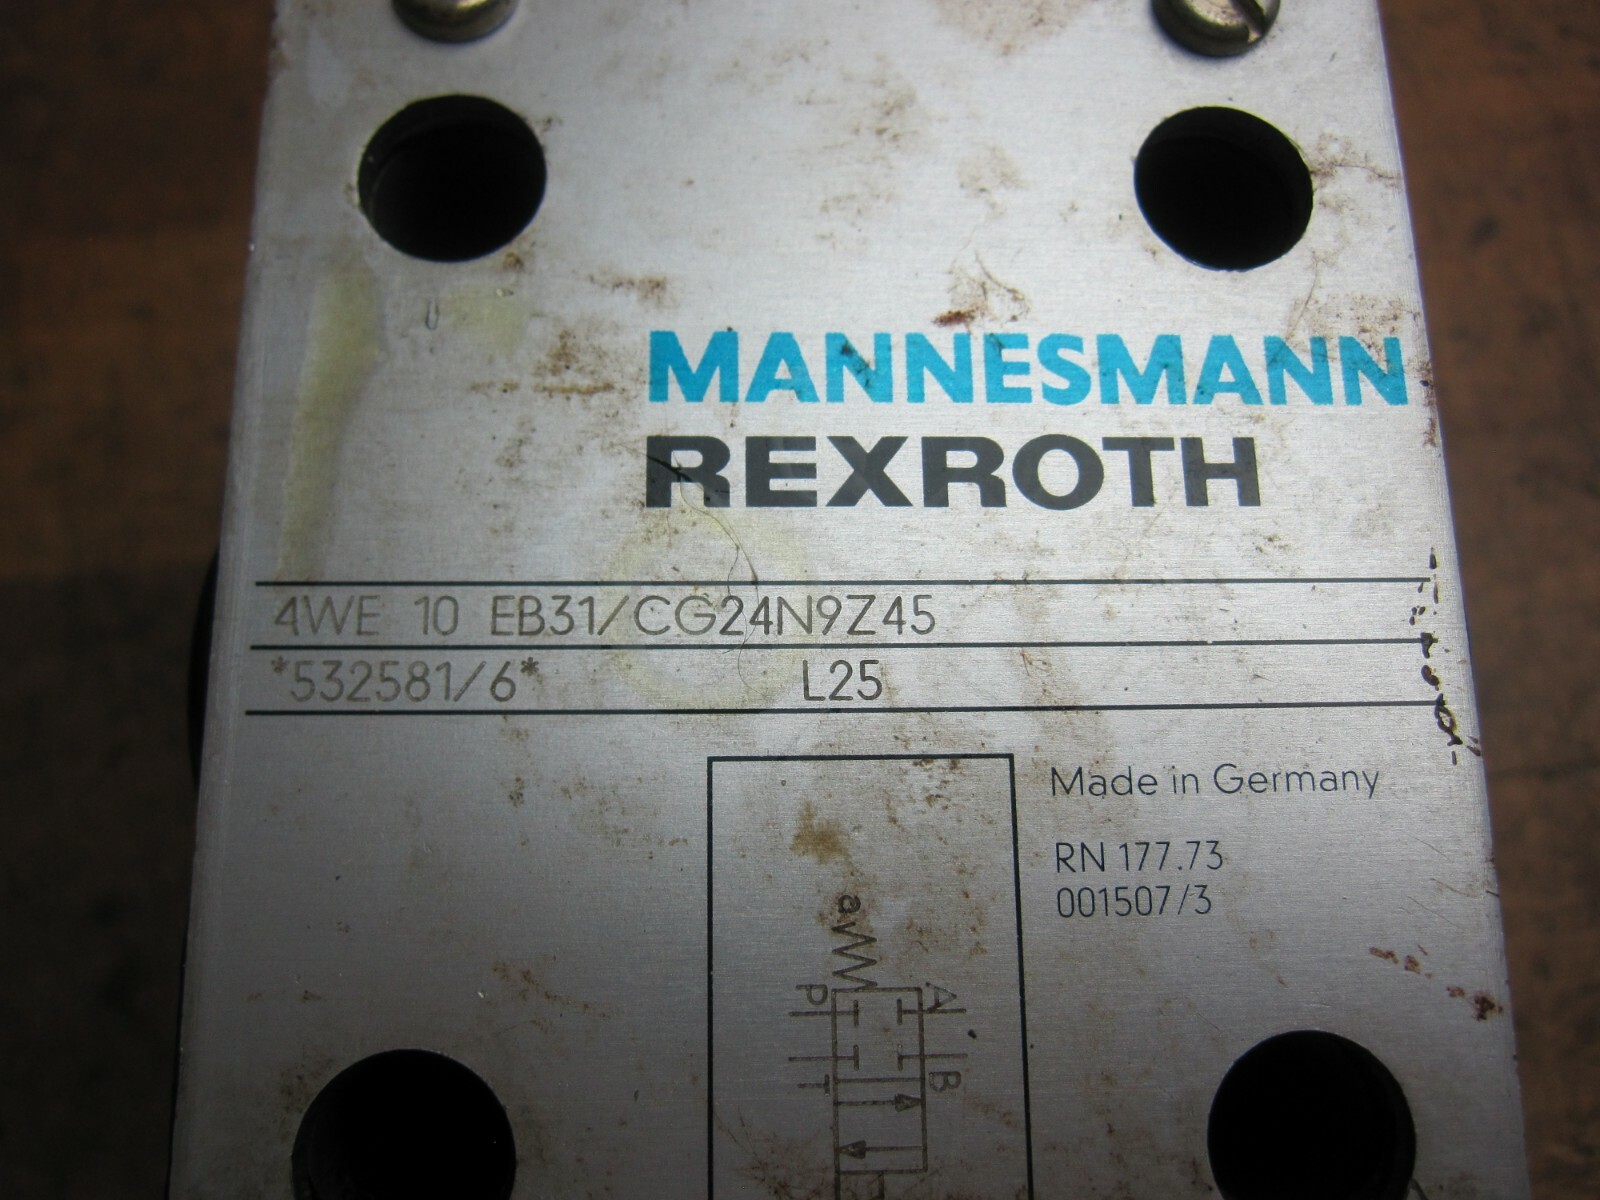 MANNESMANN
REXROTH
4WE 10 EB31/CG24N9Z45
*532581/6* L25
Made in Germany
RN 177.73
001507/3
a
A
P
B
T